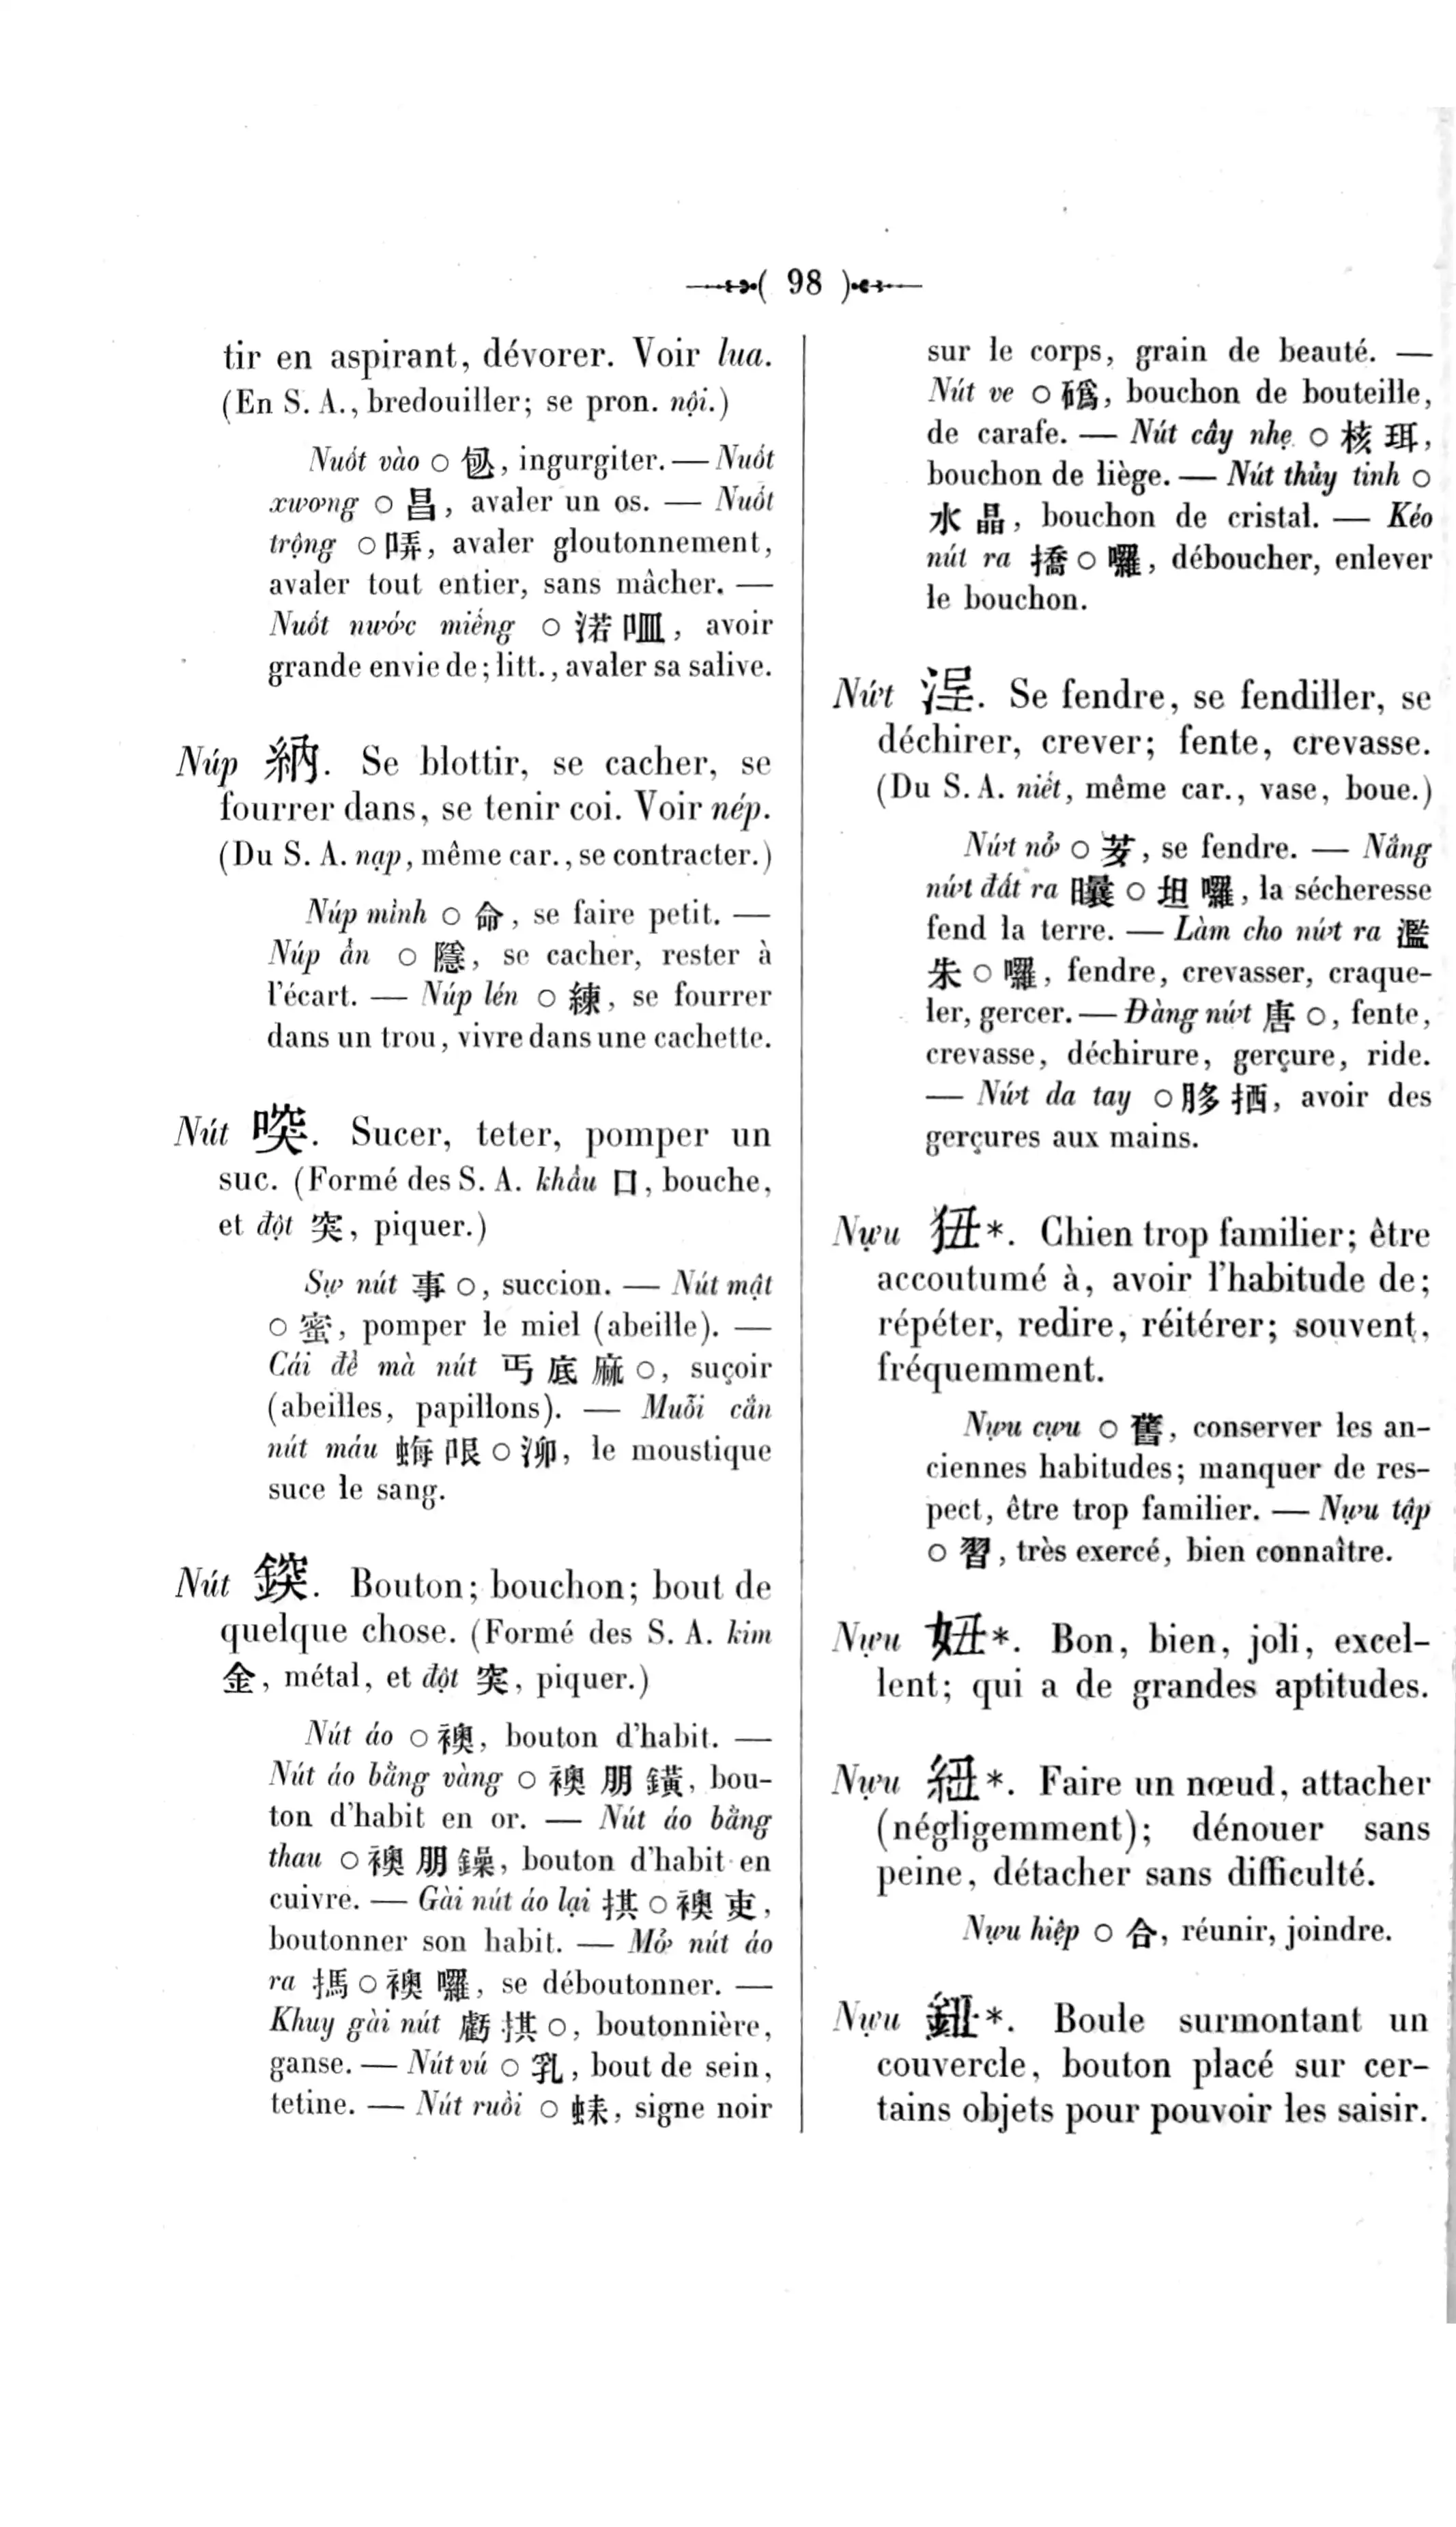 ( 98 )
tir en aspirant, dévorer. Voir lua.
(En S. A., bredouiller; se pron. nội.)
Nuốt vào ○, ingurgiter. — Nuốt
xương ○ 昌, avaler un os. — Nuốt
trộng ○ 哢, avaler gloutonnement,
avaler tout entier, sans mâcher. —
Nuốt nước miếng ○ 渃 𠰘, avoir
grande envie de; litt., avaler sa salive.
Núp 納. Se blottir, se cacher, se
fourrer dans, se tenir coi. Voir nép.
(Du S. A. nạp, même car., se contracter.)
Núp mình ○ 命, se faire petit. —
Núp ẩn ○ 隱, se cacher, rester à
l'écart. — Núp lén ○ 練, se fourrer
dans un trou, vivre dans une cachette.
Nút 㗌. Sucer, teter, pomper un
suc. (Formé des S. A. khẩu 口, bouche,
et đột 突, piquer.)
Sự nút 事 ○, succion. — Nút mật
○ 蜜, pomper le miel (abeille). —
Cái để mà nút 丐 底 麻 ○, suçoir
(abeilles, papillons). — Muỗi cắn
nút máu ○, le moustique
suce le sang.
Nút 鎫. Bouton; bouchon; bout de
quelque chose. (Formé des S. A. kim
金, métal, et đột 突, piquer.)
Nút áo ○ 襖, bouton d'habit. —
Nút áo bằng vàng ○ 襖 朋 鐄, bou-
ton d'habit en or. — Nút áo bằng
thau ○ 襖 朋, bouton d'habit en
cuivre. — Gài nút áo lại 掑 ○ 襖 吏,
boutonner son habit. — Mở nút áo
ra 搗 ○ 襖 囉, se déboutonner. —
Khuy gài nút 虧 掑 ○, boutonnière,
ganse. — Nút vú ○ 乳, bout de sein,
tetine. — Nút ruồi ○, signe noir
sur le corps, grain de beauté. —
Nút ve ○, bouchon de bouteille,
de carafe. — Nút cây nhẹ ○ 核 珥,
bouchon de liège. — Nút thủy tinh ○
水 晶, bouchon de cristal. — Kéo
nút ra 撟 ○ 囉, déboucher, enlever
le bouchon.
Nứt 涅. Se fendre, se fendiller, se
déchirer, crever; fente, crevasse.
(Du S. A. niết, même car., vase, boue.)
Nứt nở ○ 芽, se fendre. — Nắng
nứt đất ra 曩 ○ 坦 囉, la sécheresse
fend la terre. — Làm cho nứt ra 濫
朱 ○ 囉, fendre, crevasser, craque-
ler, gercer. — Đàng nứt 唐 ○, fente,
crevasse, déchirure, gerçure, ride.
— Nứt da tay ○ 拪, avoir des
gerçures aux mains.
Nựu 狃*. Chien trop familier; être
accoutumé à, avoir l'habitude de;
répéter, redire, réitérer; souvent,
fréquemment.
Nựu cựu ○ 舊, conserver les an-
ciennes habitudes; manquer de res-
pect, être trop familier. — Nựu tập
○ 習, très exercé, bien connaître.
Nựu 妞*. Bon, bien, joli, excel-
lent; qui a de grandes aptitudes.
Nựu 紐*. Faire un nœud, attacher
(négligemment); dénouer sans
peine, détacher sans difficulté.
Nựu hiệp ○ 合, réunir, joindre.
Nựu 鈕*. Boule surmontant un
couvercle, bouton placé sur cer-
tains objets pour pouvoir les saisir.